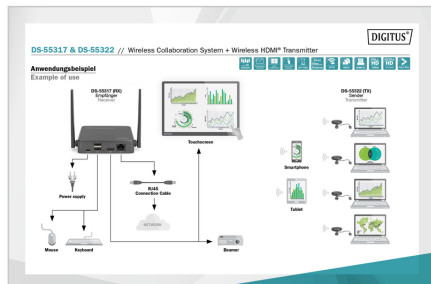 DIGITUS®
DS-55317 & DS-55322 // Wireless Collaboration System + Wireless HDMI® Transmitter
Anwendungsbeispiel
Example of use
DS-55317 (RX)
Empfänger
Receiver
DS-55322 (TX)
Sender
Transmitter
Touchscreen
Smartphone
Power supply
RJ45
Connection Cable
Tablet
NETWORK
Mouse
Keyboard
Beamer